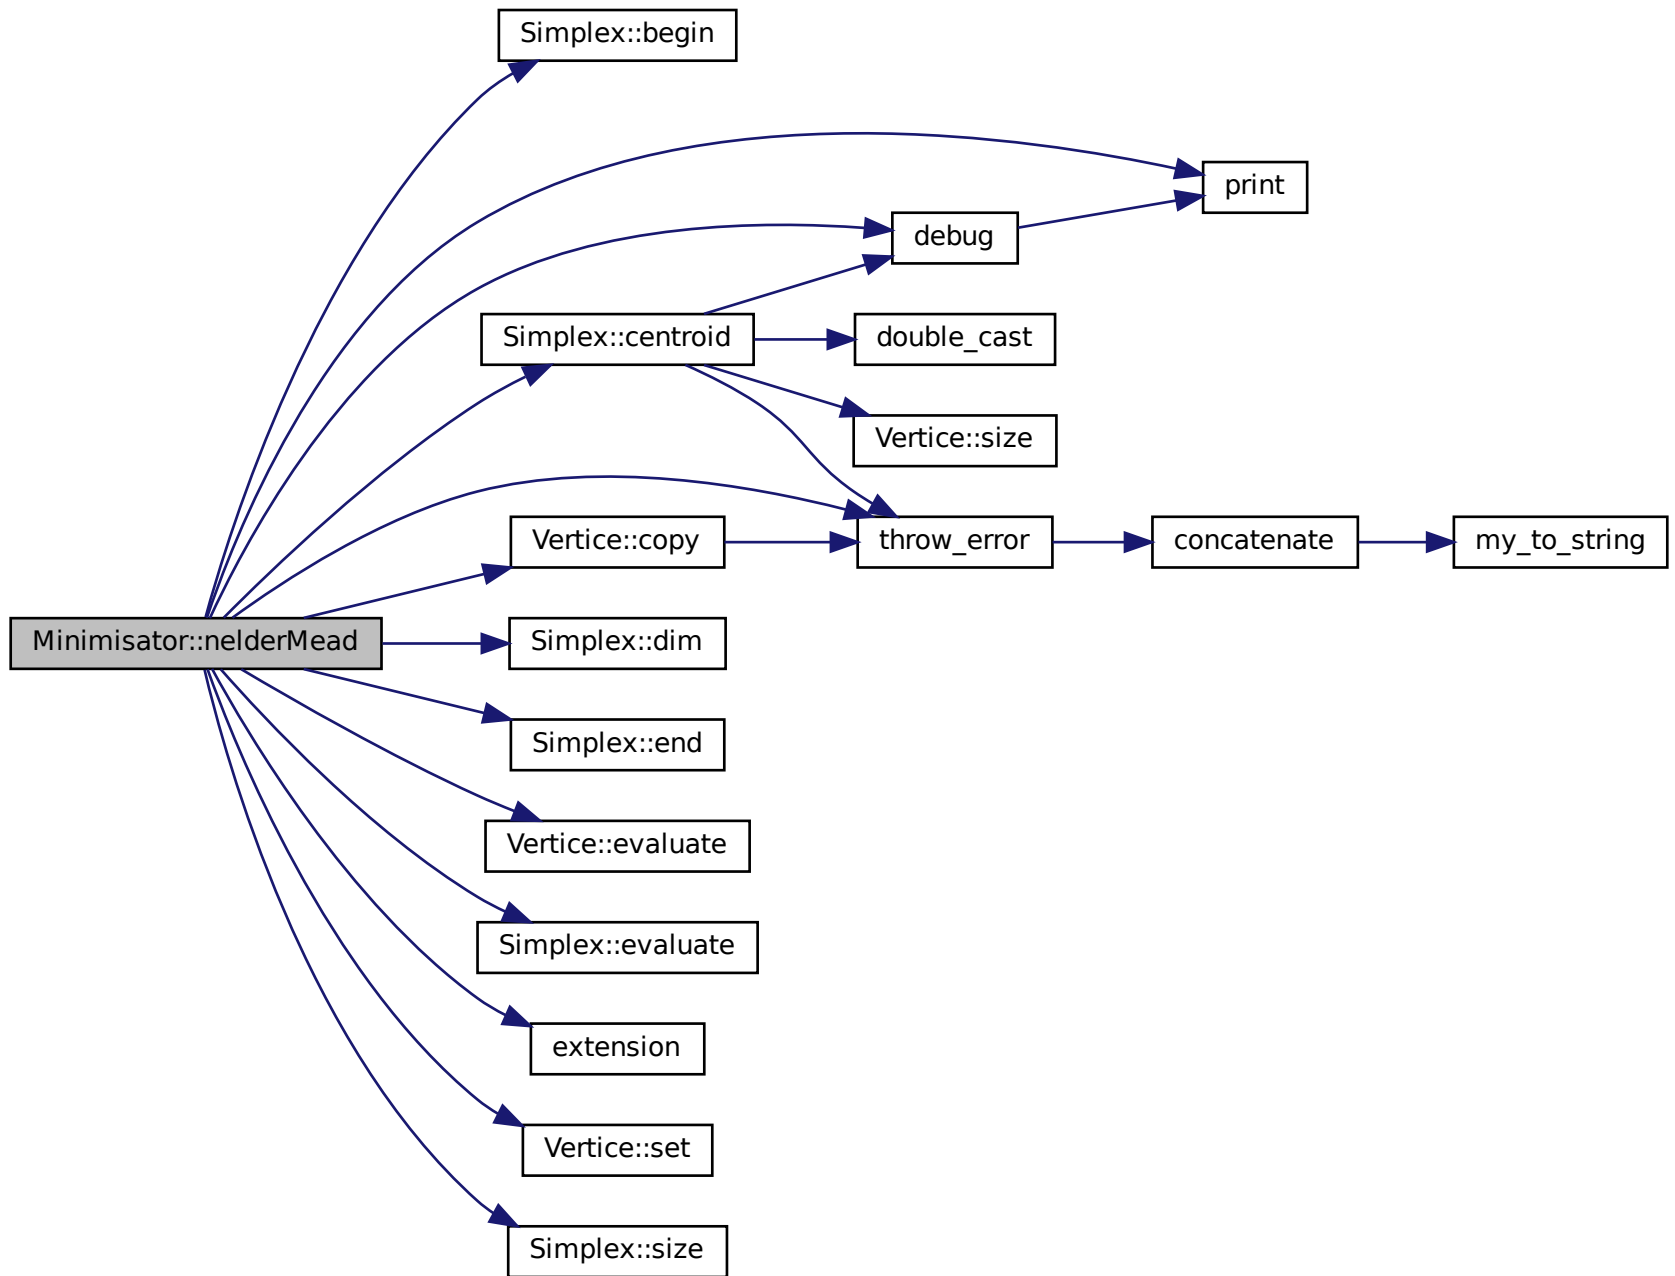 Simplex::begin
print
debug
Simplex::centroid
double_cast
Vertice::size
Vertice::copy
throw_error
concatenate
my_to_string
Minimisator::nelderMead
Simplex::dim
Simplex::end
Vertice::evaluate
Simplex::evaluate
extension
Vertice::set
Simplex::size